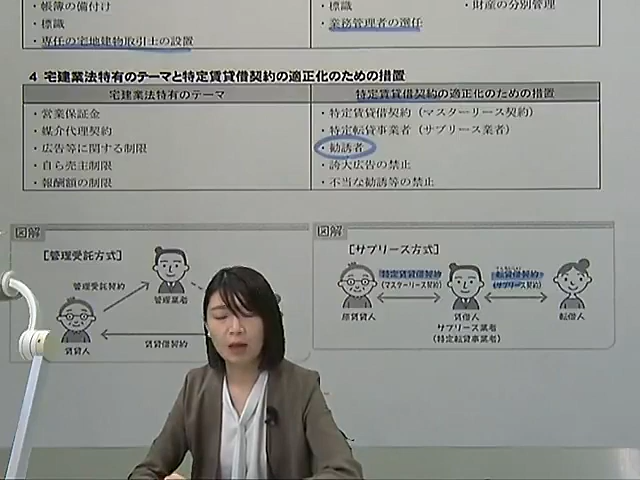 ・帳簿の備付け
・標識
・専任の宅地建物取引士の設置
・標識
・財産の分別管理
・業務管理者の選任
4 宅建業法特有のテーマと特定賃貸借契約の適正化のための措置
宅建業法特有のテーマ
特定賃貸借契約の適正化のための措置
・営業保証金
・媒介代理契約
・広告等に関する制限
・自ら売主制限
・報酬額の制限
・特定賃貸借契約（マスターリース契約）
・特定転貸事業者（サブリース業者）
・勧誘者
・誇大広告の禁止
・不当な勧誘等の禁止
図解
［管理受託方式］
管理受託契約
管理業者
賃貸人
賃貸借契約
図解
［サブリース方式］
特定賃貸借契約
（マスターリース契約）
転貸借契約
（サブリース契約）
原賃貸人
賃借人
転借人
サブリース業者
（特定転貸事業者）